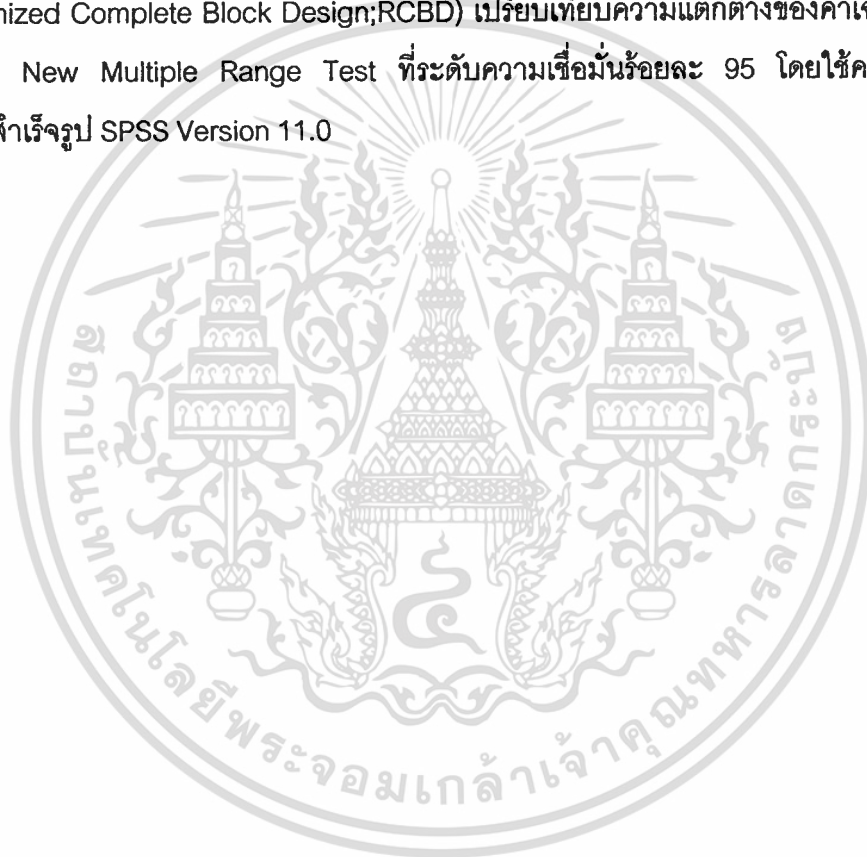 nized Complete Block Design;RCBD) เปรียบเทียบความแตกต่างของค่าเ
New Multiple Range Test ที่ระดับความเชื่อมั่นร้อยละ 95 โดยใช้ค
สำเร็จรูป SPSS Version 11.0
สถาบันเทคโนโลยีพระจอมเกล้าเจ้าคุณทหารลาดกระบัง
๔